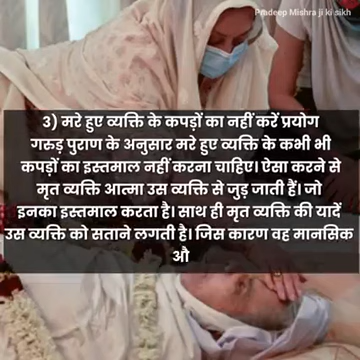 Pradeep Mishra ji ki sikh
3) मरे हुए व्यक्ति के कपड़ों का नहीं करें प्रयोग
गरुड़ पुराण के अनुसार मरे हुए व्यक्ति के कभी भी
कपड़ों का इस्तमाल नहीं करना चाहिए। ऐसा करने से
मृत व्यक्ति आत्मा उस व्यक्ति से जुड़ जाती हैं। जो
इनका इस्तमाल करता है। साथ ही मृत व्यक्ति की यादें
उस व्यक्ति को सताने लगती है। जिस कारण वह मानसिक
औ